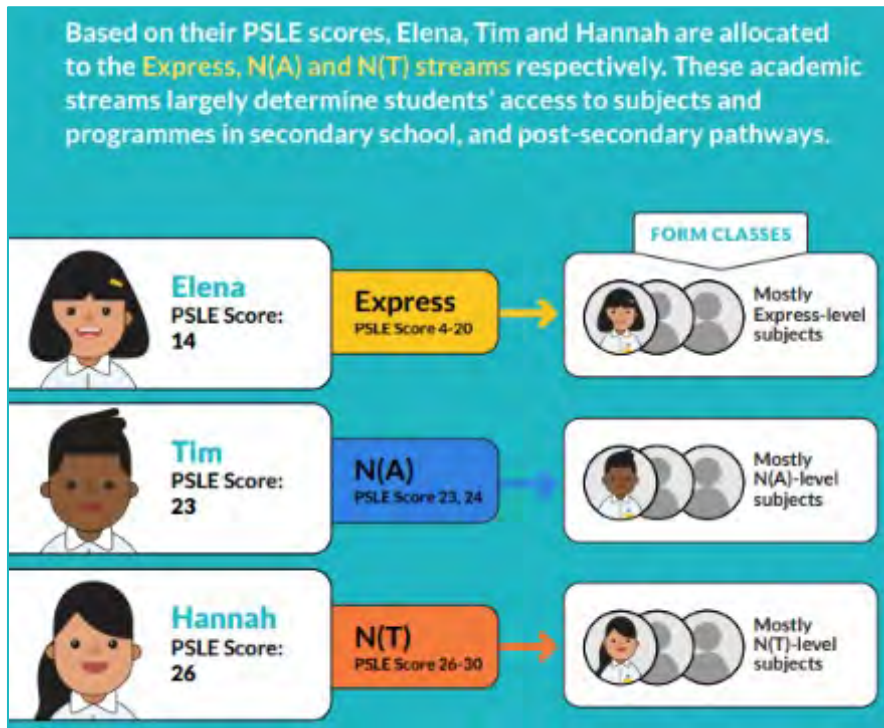 Based on their PSLE scores, Elena, Tim and Hannah are allocated
to the Express, N(A) and N(T) streams respectively. These academic
streams largely determine students' access to subjects and
programmes in secondary school, and post-secondary pathways.
FORM CLASSES
Elena
PSLE Score:
14
Express
PSLE Score 4-20
Mostly
Express-level
subjects
Tim
PSLE Score:
23
N(A)
PSLE Score 23, 24
Mostly
N(A)-level
subjects
Hannah
PSLE Score:
26
N(T)
PSLE Score 26-30
Mostly
N(T)-level
subjects